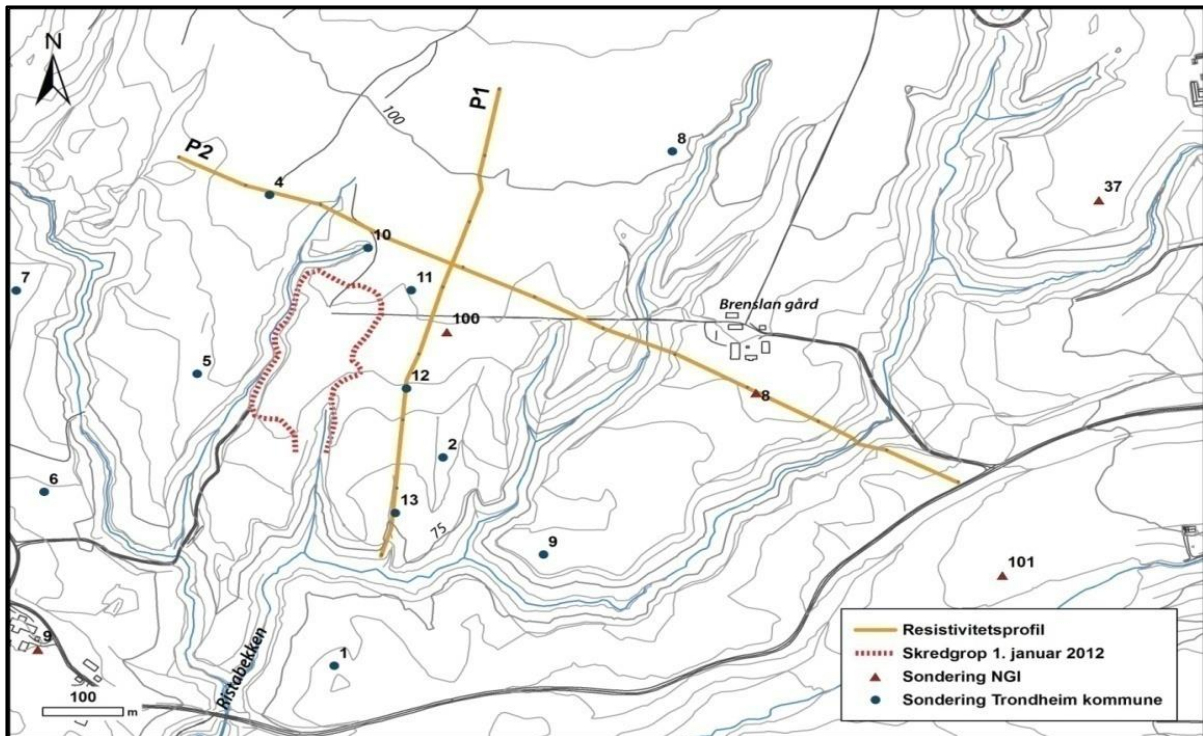 N
P1
100
P2
8
37
4
10
7
11
100
Brenslan gård
5
12
8
2
6
13
75
9
101
9
1
Ristabekken
100
m
Resistivitetsprofil
Skredgrop 1. januar 2012
Sondering NGI
Sondering Trondheim kommune